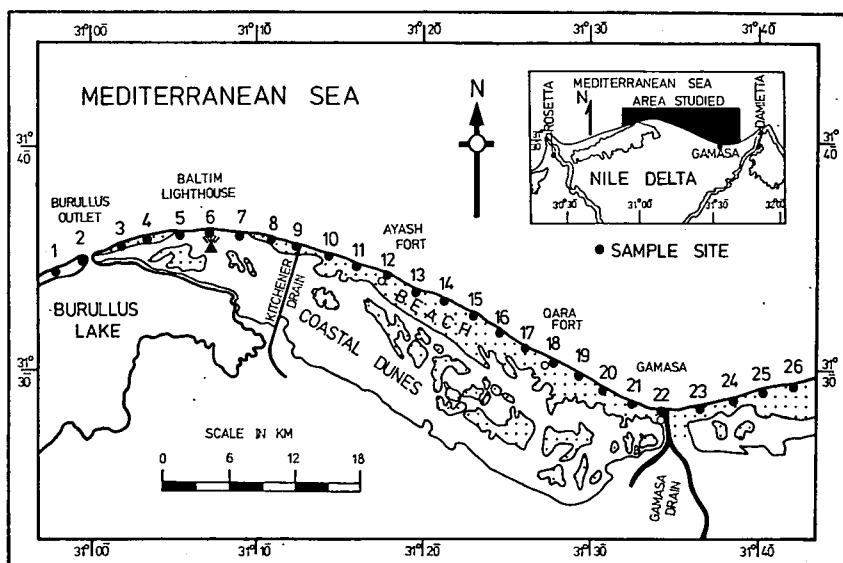 31° 00'
31° 10'
31° 20'
31° 30'
31° 40'
MEDITERRANEAN SEA
N
MEDITERRANEAN SEA
AREA STUDIED
N
ROSETTA
DAMIETTA
GAMASA
NILE DELTA
30° 30'
31° 00'
31° 30'
32° 00
SAMPLE SITE
31° 40
31° 40
BURULLUS
OUTLET
BALTIM
LIGHTHOUSE
AYASH
FORT
QARA
FORT
GAMASA
1 2 3 4 5 6 7 8 9 10 11 12 13 14 15 16 17 18 19 20 21 22 23 24 25 26
BURULLUS
LAKE
KITCHENER
DRAIN
BEACH
COASTAL DUNES
31° 30
31° 30
SCALE IN KM
0 6 12 18
GAMASA
DRAIN
31° 00
31° 10
31° 20
31° 30
31° 40